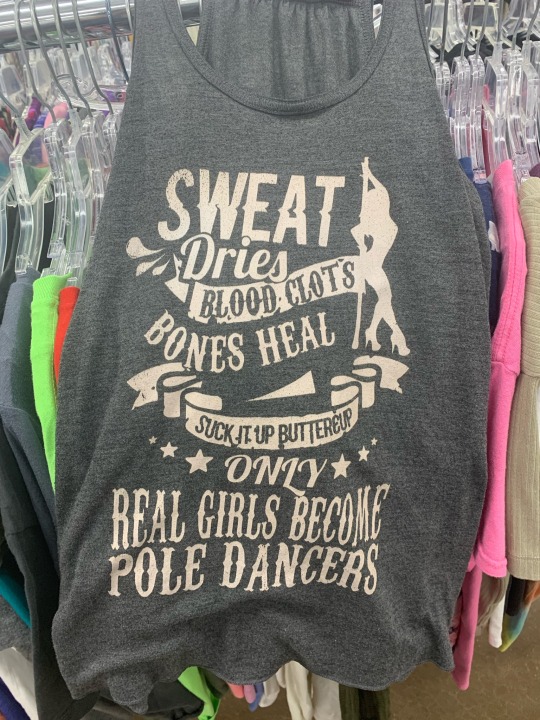 SWEAT
Dries
BLOOD CLOTS
BONES HEAL
SUCK IT UP BUTTERCUP
ONLY
REAL GIRLS BECOME
POLE DANCERS